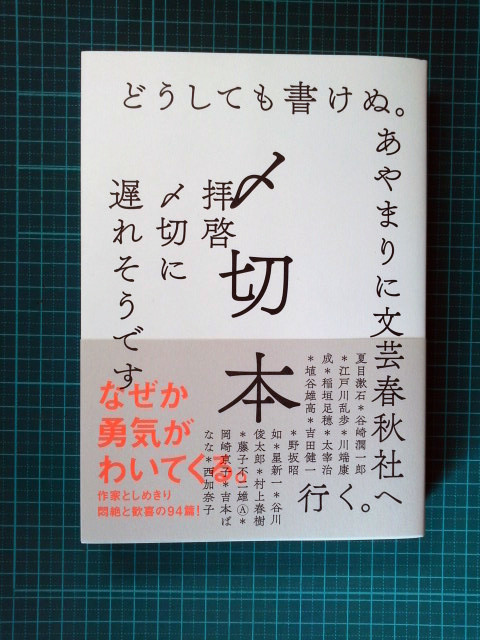 どうしても書けぬ。
あやまりに文芸春秋社へ
行く。
〆切本
拝啓
〆切に
遅れそうです
夏目漱石*谷崎潤一郎
*江戸川乱歩*川端康
成*稲垣足穂*太宰治
*埴谷雄高*吉田健一
*野坂昭
如*星新一*谷川
俊太郎*村上春樹
*藤子不二雄Ⓐ*
岡崎京子*吉本ば
なな*西加奈子
なぜか
勇気が
わいてくる。
作家としめきり
悶絶と歓喜の94篇!